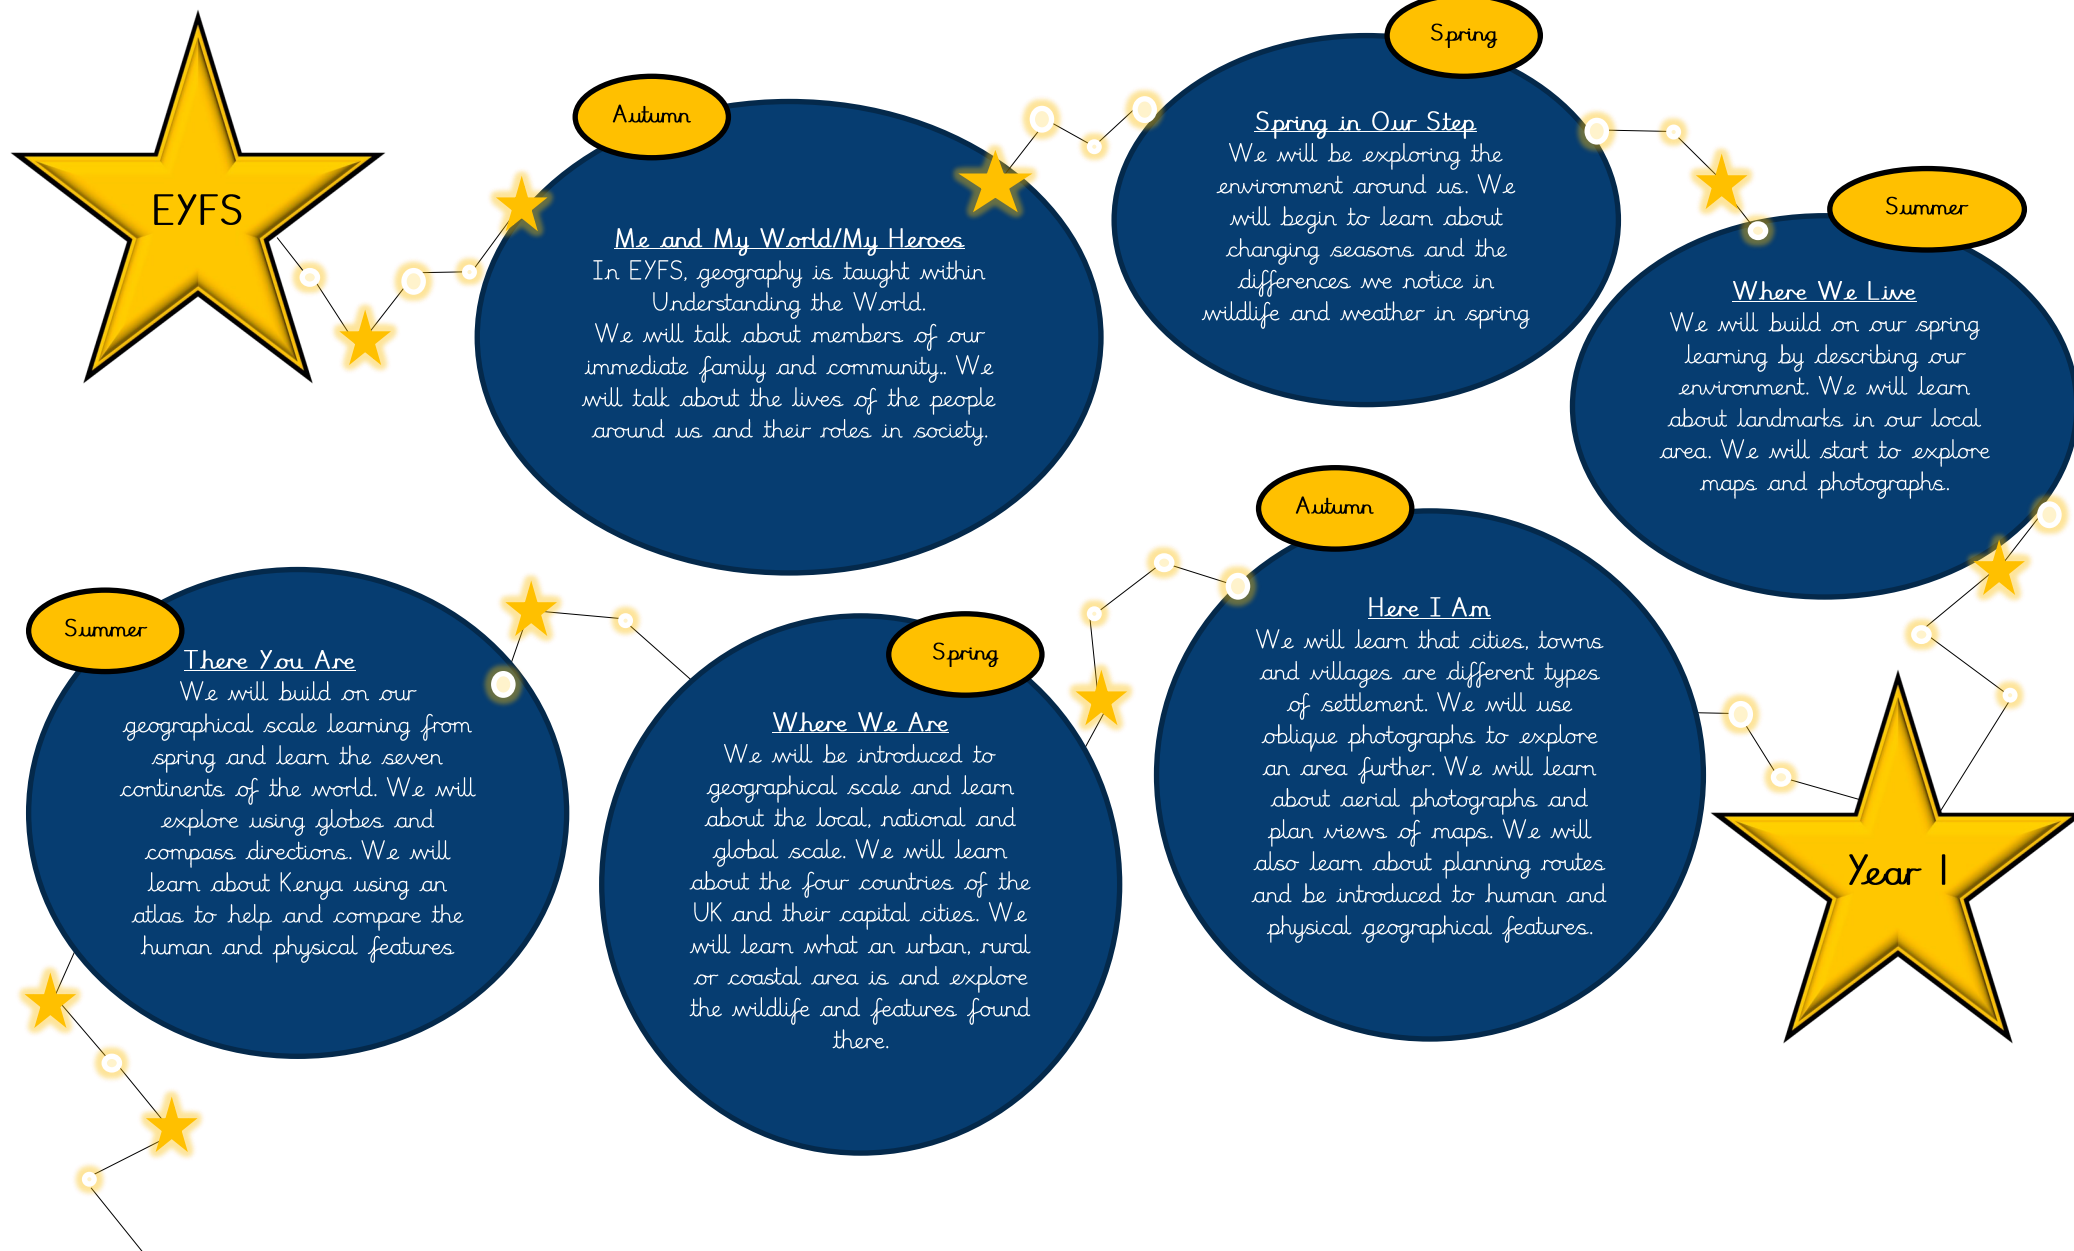 EYFS
Autumn
Me and My World/My Heroes
In EYFS, geography is taught within
Understanding the World.
We will talk about members of our
immediate family and community.. We
will talk about the lives of the people
around us and their roles in society.
Spring
Spring in Our Step
We will be exploring the
environment around us. We
will begin to learn about
changing seasons and the
differences we notice in
wildlife and weather in spring
Summer
Where We Live
We will build on our spring
learning by describing our
environment. We will learn
about landmarks in our local
area. We will start to explore
maps and photographs.
Year 1
Autumn
Here I Am
We will learn that cities, towns
and villages are different types
of settlement. We will use
oblique photographs to explore
an area further. We will learn
about aerial photographs and
plan views of maps. We will
also learn about planning routes
and be introduced to human and
physical geographical features.
Spring
Where We Are
We will be introduced to
geographical scale and learn
about the local, national and
global scale. We will learn
about the four countries of the
UK and their capital cities. We
will learn what an urban, rural
or coastal area is and explore
the wildlife and features found
there.
Summer
There You Are
We will build on our
geographical scale learning from
spring and learn the seven
continents of the world. We will
explore using globes and
compass directions. We will
learn about Kenya using an
atlas to help and compare the
human and physical features